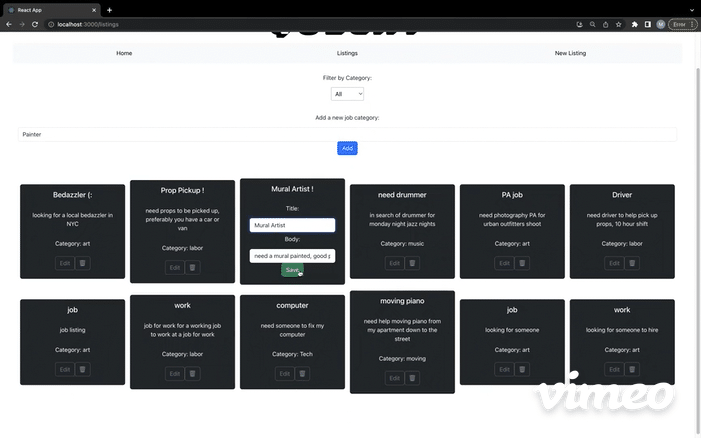 React App
localhost:3000/listings
M
Error
Home
Listings
New Listing
Filter by Category:
All
Add a new job category:
Painter
Add
Bedazzler (:
looking for a local bedazzler in
NYC
Category: art
Edit
Prop Pickup !
need props to be picked up,
preferably you have a car or
van
Category: labor
Edit
Mural Artist !
Title:
Mural Artist
Body:
need a mural painted, good p
Save
need drummer
in search of drummer for
monday night jazz nights
Category: music
Edit
PA job
need photography PA for
urban outfitters shoot
Category: art
Edit
Driver
need driver to help pick up
props, 10 hour shift
Category: labor
Edit
job
job listing
Category: art
Edit
work
job for work for a working job
to work at a job for work
Category: labor
Edit
computer
need someone to fix my
computer
Category: Tech
Edit
moving piano
need help moving piano from
my apartment down to the
street
Category: moving
Edit
job
looking for someone
Category: art
Edit
work
looking for someone to hire
Category: art
Edit
vimeo